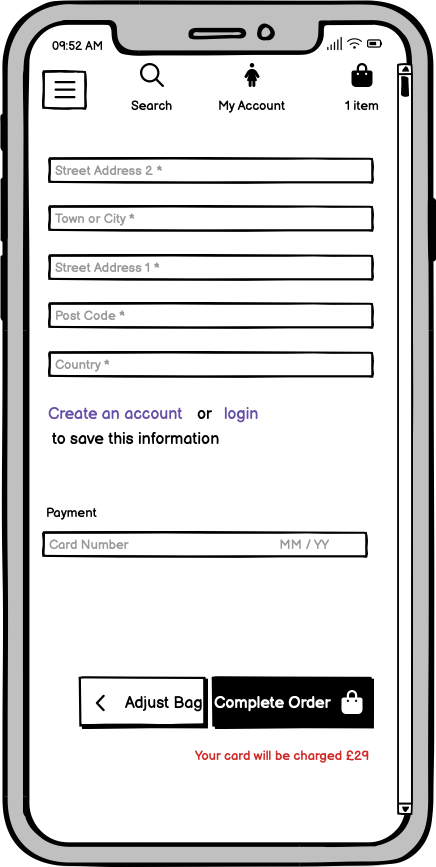 09:52 AM
Search
My Account
1 item
Street Address 2 *
Town or City *
Street Address 1 *
Post Code *
Country *
Create an account or login
to save this information
Payment
Card Number MM / YY
Adjust Bag Complete Order
Your card will be charged £29